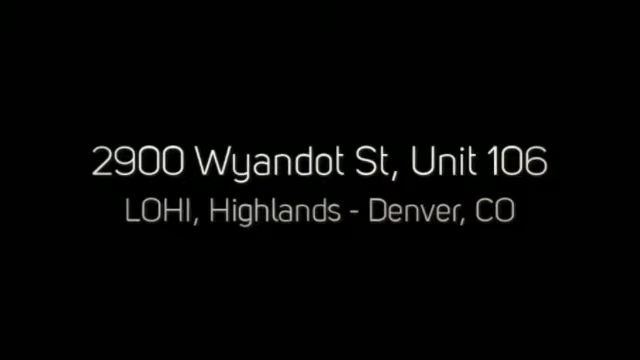 2900 Wyandot St, Unit 106
LOHI, Highlands - Denver, CO